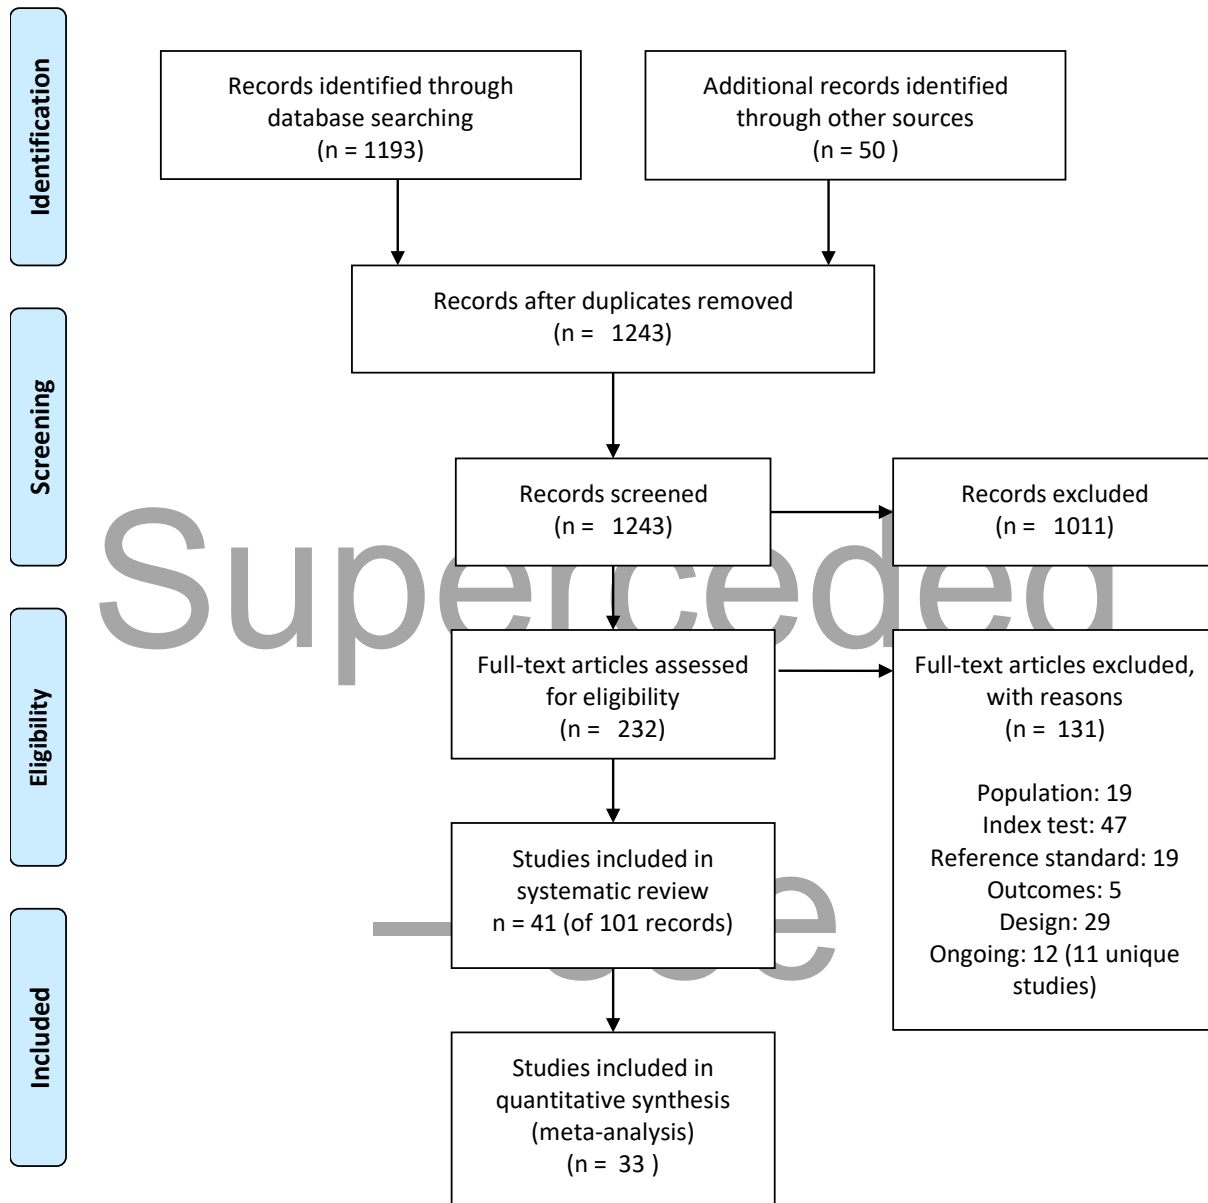 Identification
Records identified through
database searching
(n = 1193)
Additional records identified
through other sources
(n = 50 )
Records after duplicates removed
(n = 1243)
Screening
Records screened
(n = 1243)
Records excluded
(n = 1011)
Superceded
Eligibility
Full-text articles assessed
for eligibility
(n = 232)
Full-text articles excluded,
with reasons
(n = 131)
Population: 19
Index test: 47
Reference standard: 19
Outcomes: 5
Design: 29
Ongoing: 12 (11 unique
studies)
Studies included in
systematic review
n = 41 (of 101 records)
– see
Included
Studies included in
quantitative synthesis
(meta-analysis)
(n = 33 )